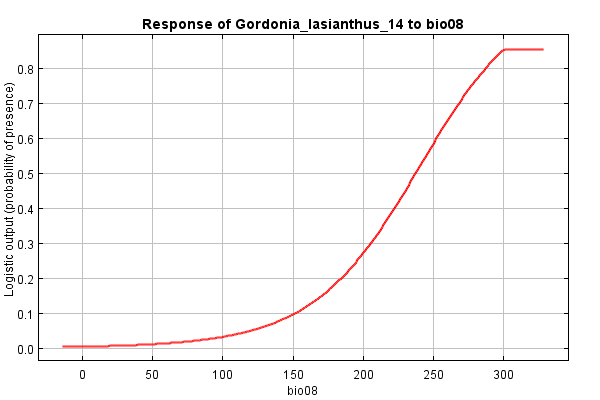 Response of Gordonia_lasianthus_14 to bio08
Logistic output (probability of presence)
0.8
0.7
0.6
0.5
0.4
0.3
0.2
0.1
0.0
0 50 100 150 200 250 300
bio08